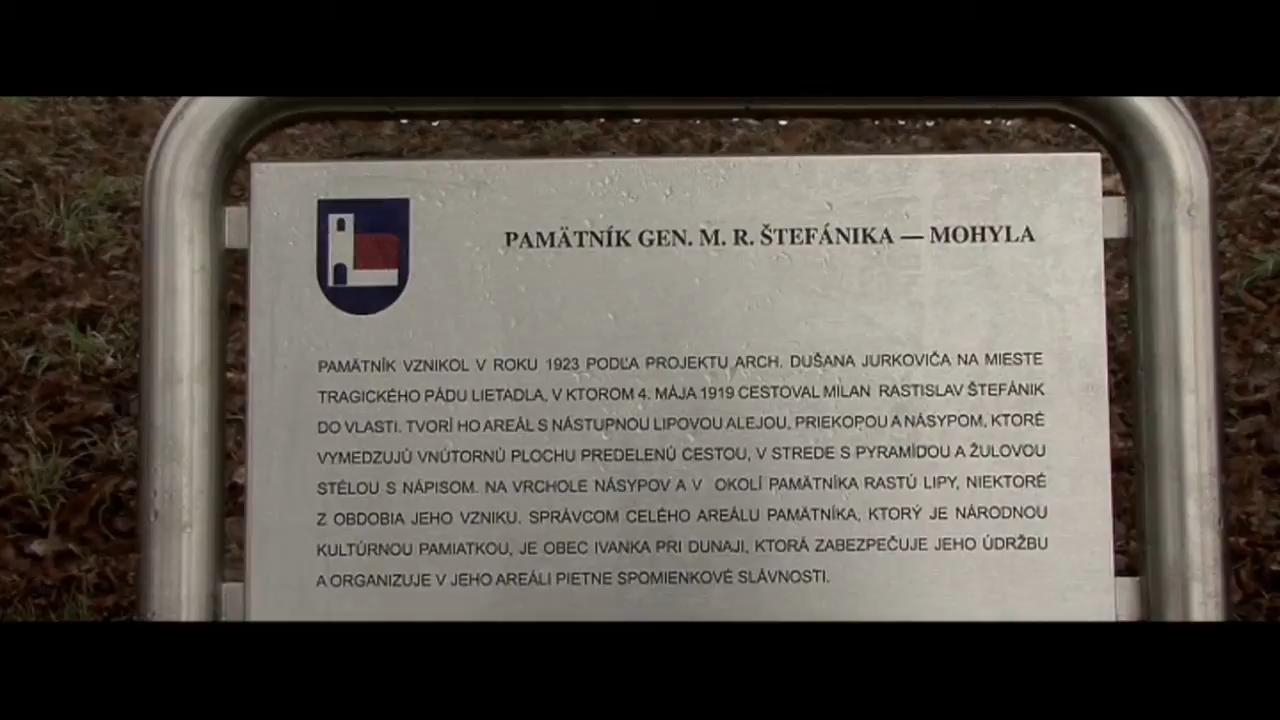 PAMÄTNÍK GEN. M. R. ŠTEFÁNIKA — MOHYLA
PAMÄTNÍK VZNIKOL V ROKU 1923 PODĽA PROJEKTU ARCH. DUŠANA JURKOVIČA NA MIESTE
TRAGICKÉHO PÁDU LIETADLA, V KTOROM 4. MÁJA 1919 CESTOVAL MILAN RASTISLAV ŠTEFÁNIK
DO VLASTI. TVORÍ HO AREÁL S NÁSTUPNOU LIPOVOU ALEJOU, PRIEKOPOU A NÁSYPOM, KTORÉ
VYMEDZUJÚ VNÚTORNÚ PLOCHU PREDELENÚ CESTOU, V STREDE S PYRAMÍDOU A ŽULOVOU
STÉLOU S NÁPISOM. NA VRCHOLE NÁSYPOV A V OKOLÍ PAMÄTNÍKA RASTÚ LIPY, NIEKTORÉ
Z OBDOBIA JEHO VZNIKU. SPRÁVCOM CELÉHO AREÁLU PAMÄTNÍKA, KTORÝ JE NÁRODNOU
KULTÚRNOU PAMIATKOU, JE OBEC IVANKA PRI DUNAJI, KTORÁ ZABEZPEČUJE JEHO ÚDRŽBU
A ORGANIZUJE V JEHO AREÁLI PIETNE SPOMIENKOVÉ SLÁVNOSTI.